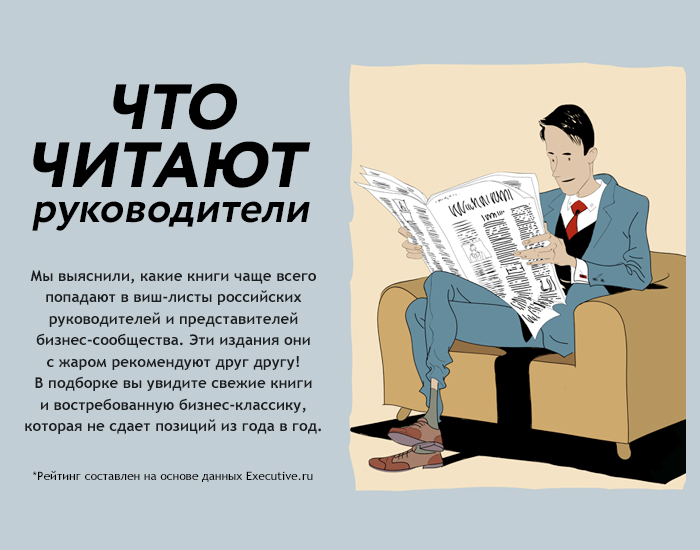 ЧТО
ЧИТАЮТ
руководители
Мы выяснили, какие книги чаще всего
попадают в виш-листы российских
руководителей и представителей
бизнес-сообщества. Эти издания они
с жаром рекомендуют друг другу!
В подборке вы увидите свежие книги
и востребованную бизнес-классику,
которая не сдает позиций из года в год.
*Рейтинг составлен на основе данных Executive.ru